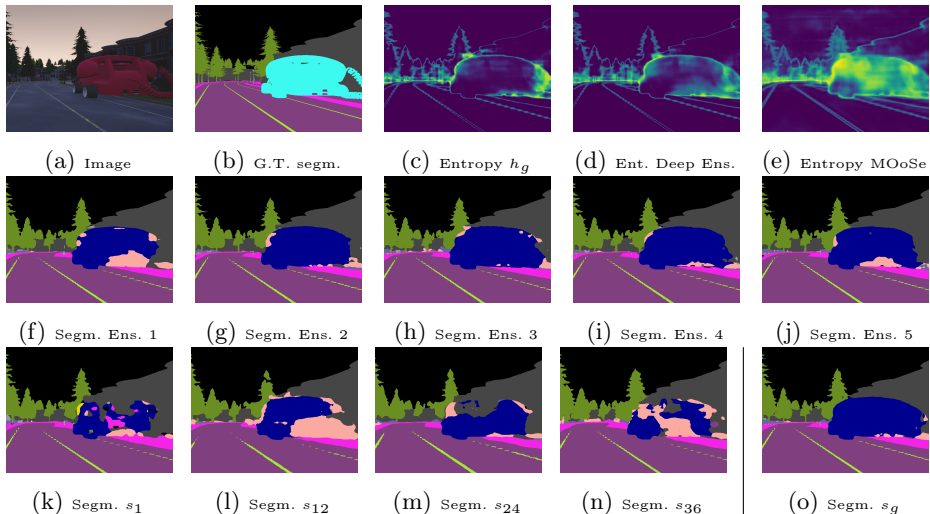 (a) Image
(b) G.T. segm.
(c) Entropy h_g
(d) Ent. Deep Ens.
(e) Entropy MOoSe
(f) Segm. Ens. 1
(g) Segm. Ens. 2
(h) Segm. Ens. 3
(i) Segm. Ens. 4
(j) Segm. Ens. 5
(k) Segm. s_1
(l) Segm. s_12
(m) Segm. s_24
(n) Segm. s_36
(o) Segm. s_g